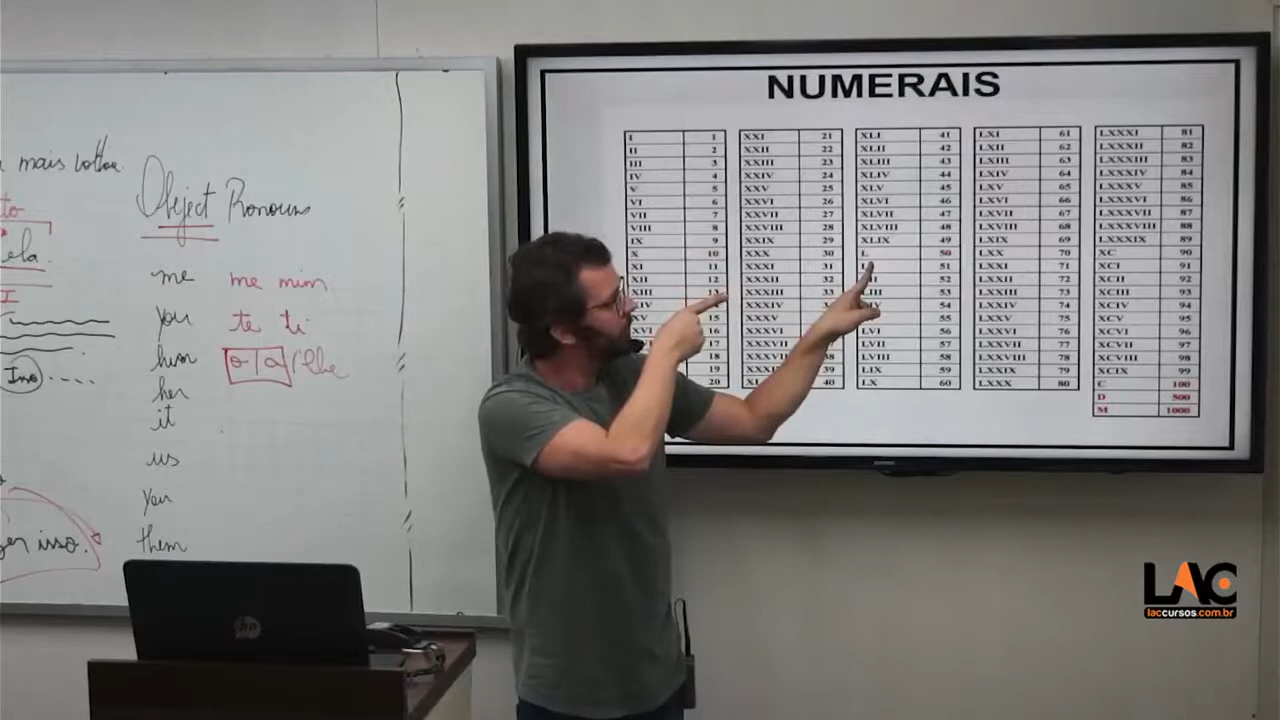 mais
Object Pronouns
ela.
me me mim
you te ti
him o/a/lhe
her
it
us
you
them
isso.
hp
NUMERAIS
I 1 XXI 21 XLI 41 LXI 61 LXXXI 81
II 2 XXII 22 XLII 42 LXII 62 LXXXII 82
III 3 XXIII 23 XLIII 43 LXIII 63 LXXXIII 83
IV 4 XXIV 24 XLIV 44 LXIV 64 LXXXIV 84
V 5 XXV 25 XLV 45 LXV 65 LXXXV 85
VI 6 XXVI 26 XLVI 46 LXVI 66 LXXXVI 86
VII 7 XXVII 27 XLVII 47 LXVII 67 LXXXVII 87
VIII 8 XXVIII 28 XLVIII 48 LXVIII 68 LXXXVIII 88
IX 9 XXIX 29 XLIX 49 LXIX 69 LXXXIX 89
X 10 XXX 30 L 50 LXX 70 XC 90
XI 11 XXXI 31 51 LXXI 71 XCI 91
XII 12 XXXII 32 52 LXXII 72 XCII 92
XIII XXXIII 33 53 LXXIII 73 XCIII 93
XXXIV 54 LXXIV 74 XCIV 94
XV 15 XXXV 55 LXXV 75 XCV 95
16 XXXVI LVI 56 LXXVI 76 XCVI 96
17 LVII 57 LXXVII 77 XCVII 97
18 LVIII 58 LXXVIII 78 XCVIII 98
19 39 LIX 59 LXXIX 79 XCIX 99
20 40 LX 60 LXXX 80 C 100
D 500
M 1000
LAC
laccursos.com.br